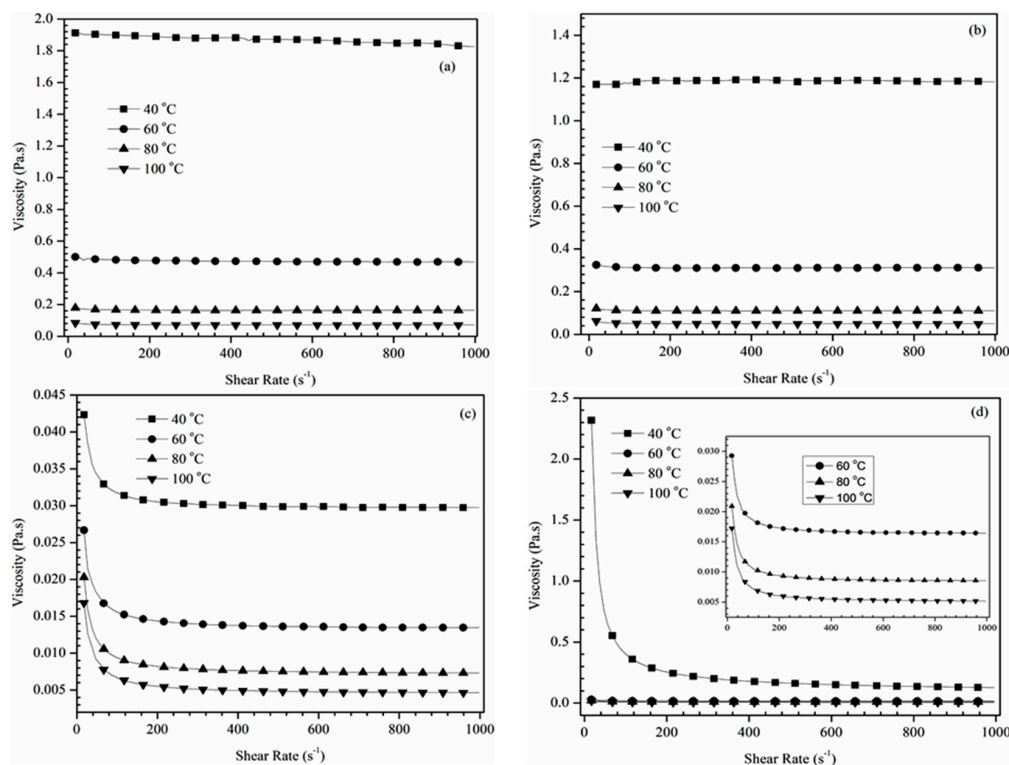 2.0
1.8
1.6
1.4
1.2
1.0
0.8
0.6
0.4
0.2
0.0
Viscosity (Pa.s)
(a)
40 °C
60 °C
80 °C
100 °C
0 200 400 600 800 1000
Shear Rate (s-1)
1.4
1.2
1.0
0.8
0.6
0.4
0.2
0.0
Viscosity (Pa.s)
(b)
40 °C
60 °C
80 °C
100 °C
0 200 400 600 800 1000
Shear Rate (s-1)
0.045
0.040
0.035
0.030
0.025
0.020
0.015
0.010
0.005
Viscosity (Pa.s)
(c)
40 °C
60 °C
80 °C
100 °C
0 200 400 600 800 1000
Shear Rate (s-1)
2.5
2.0
1.5
1.0
0.5
0.0
Viscosity (Pa.s)
(d)
40 °C
60 °C
80 °C
100 °C
0.030
0.025
0.020
0.015
0.010
0.005
60 °C
80 °C
100 °C
0 200 400 600 800 1000
0 200 400 600 800 1000
Shear Rate (s-1)